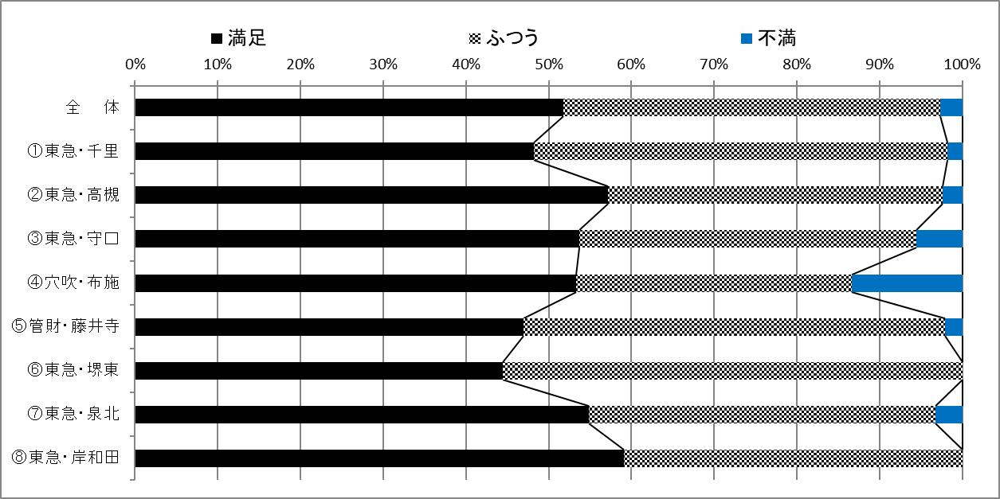 満足 ふつう 不満
0% 10% 20% 30% 40% 50% 60% 70% 80% 90% 100%
全 体
①東急・千里
②東急・高槻
③東急・守口
④穴吹・布施
⑤管財・藤井寺
⑥東急・堺東
⑦東急・泉北
⑧東急・岸和田